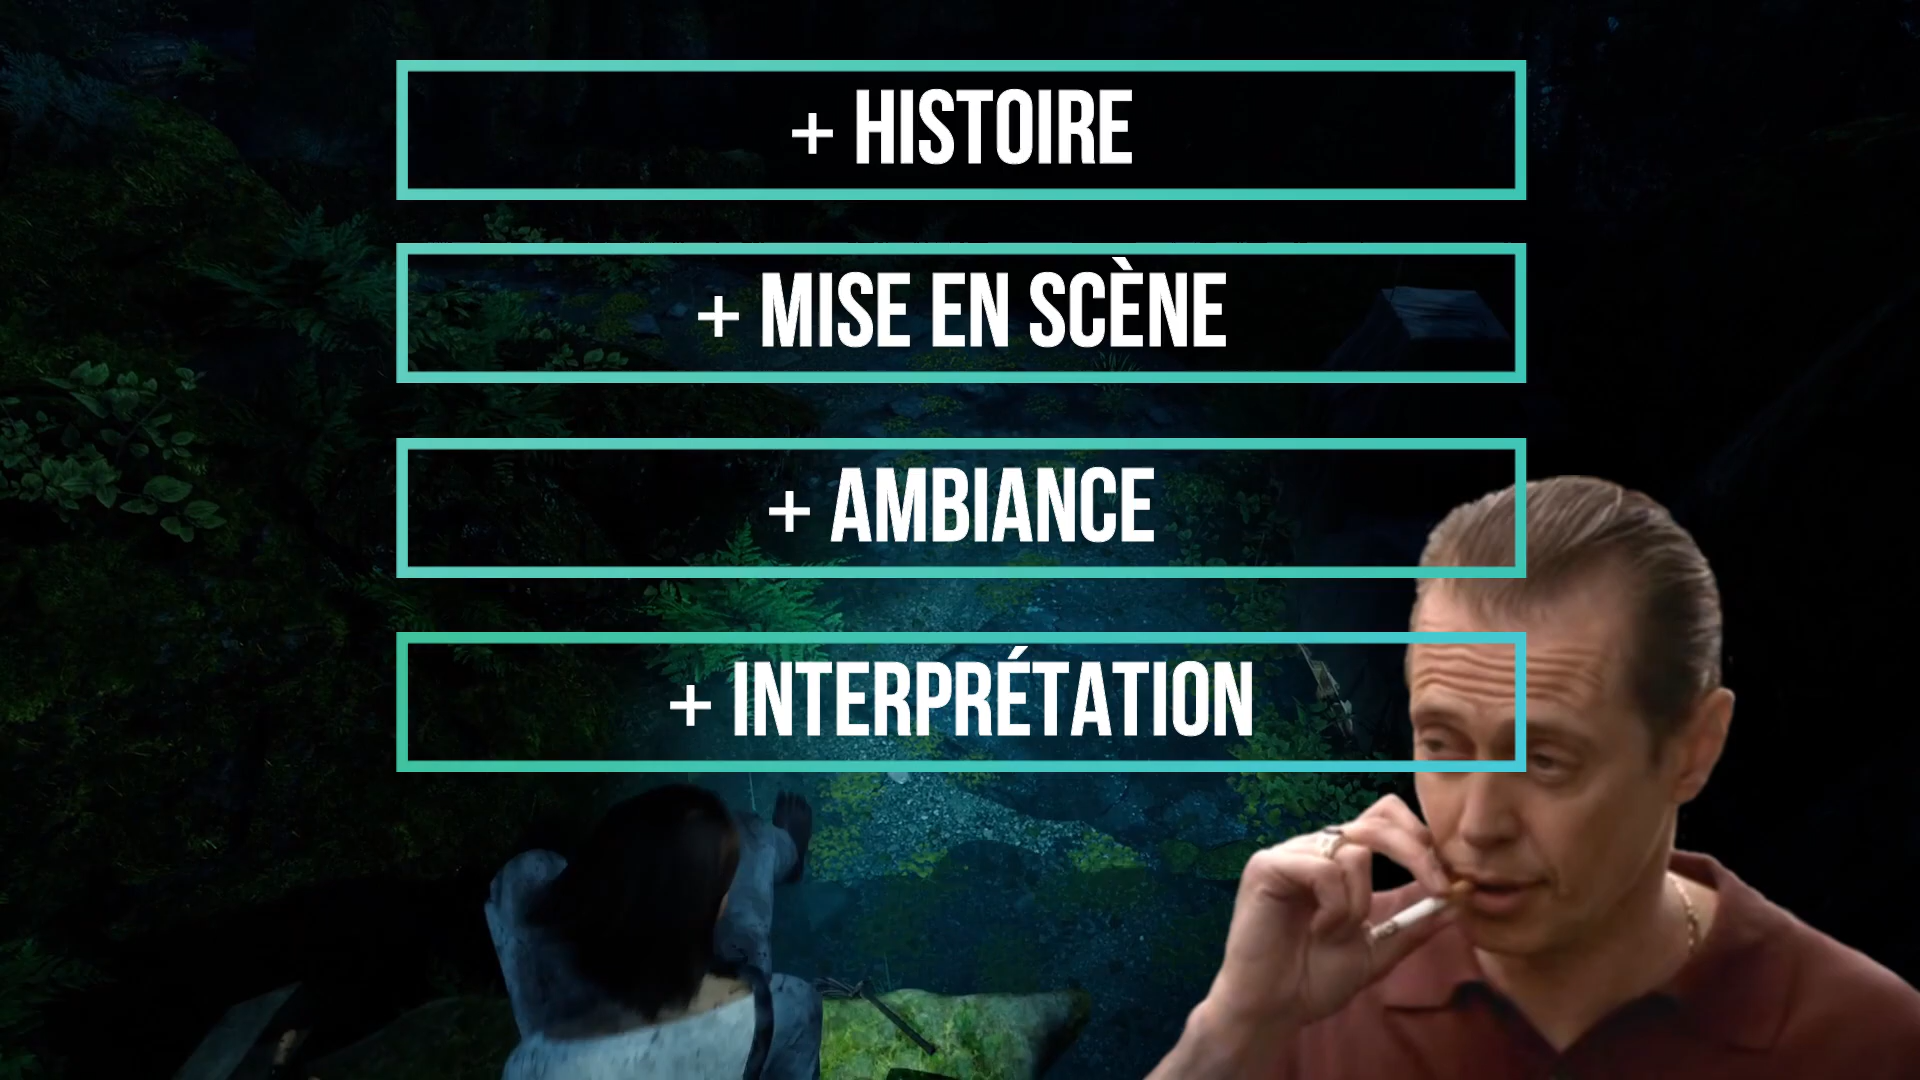 + HISTOIRE
+ MISE EN SCÈNE
+ AMBIANCE
+ INTERPRÉTATION